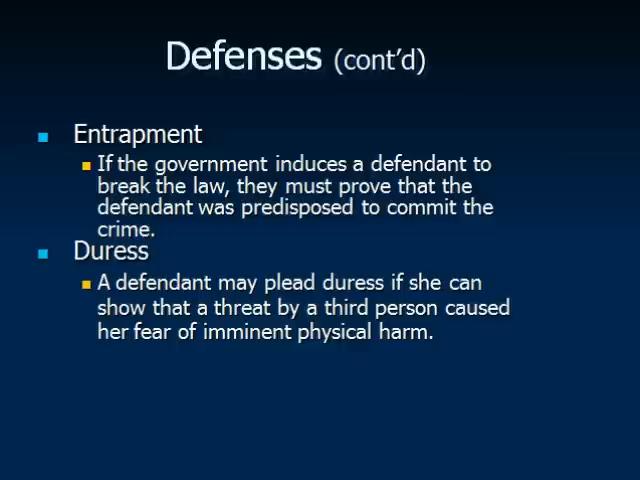 Defenses (cont’d)
Entrapment
If the government induces a defendant to
break the law, they must prove that the
defendant was predisposed to commit the
crime.
Duress
A defendant may plead duress if she can
show that a threat by a third person caused
her fear of imminent physical harm.